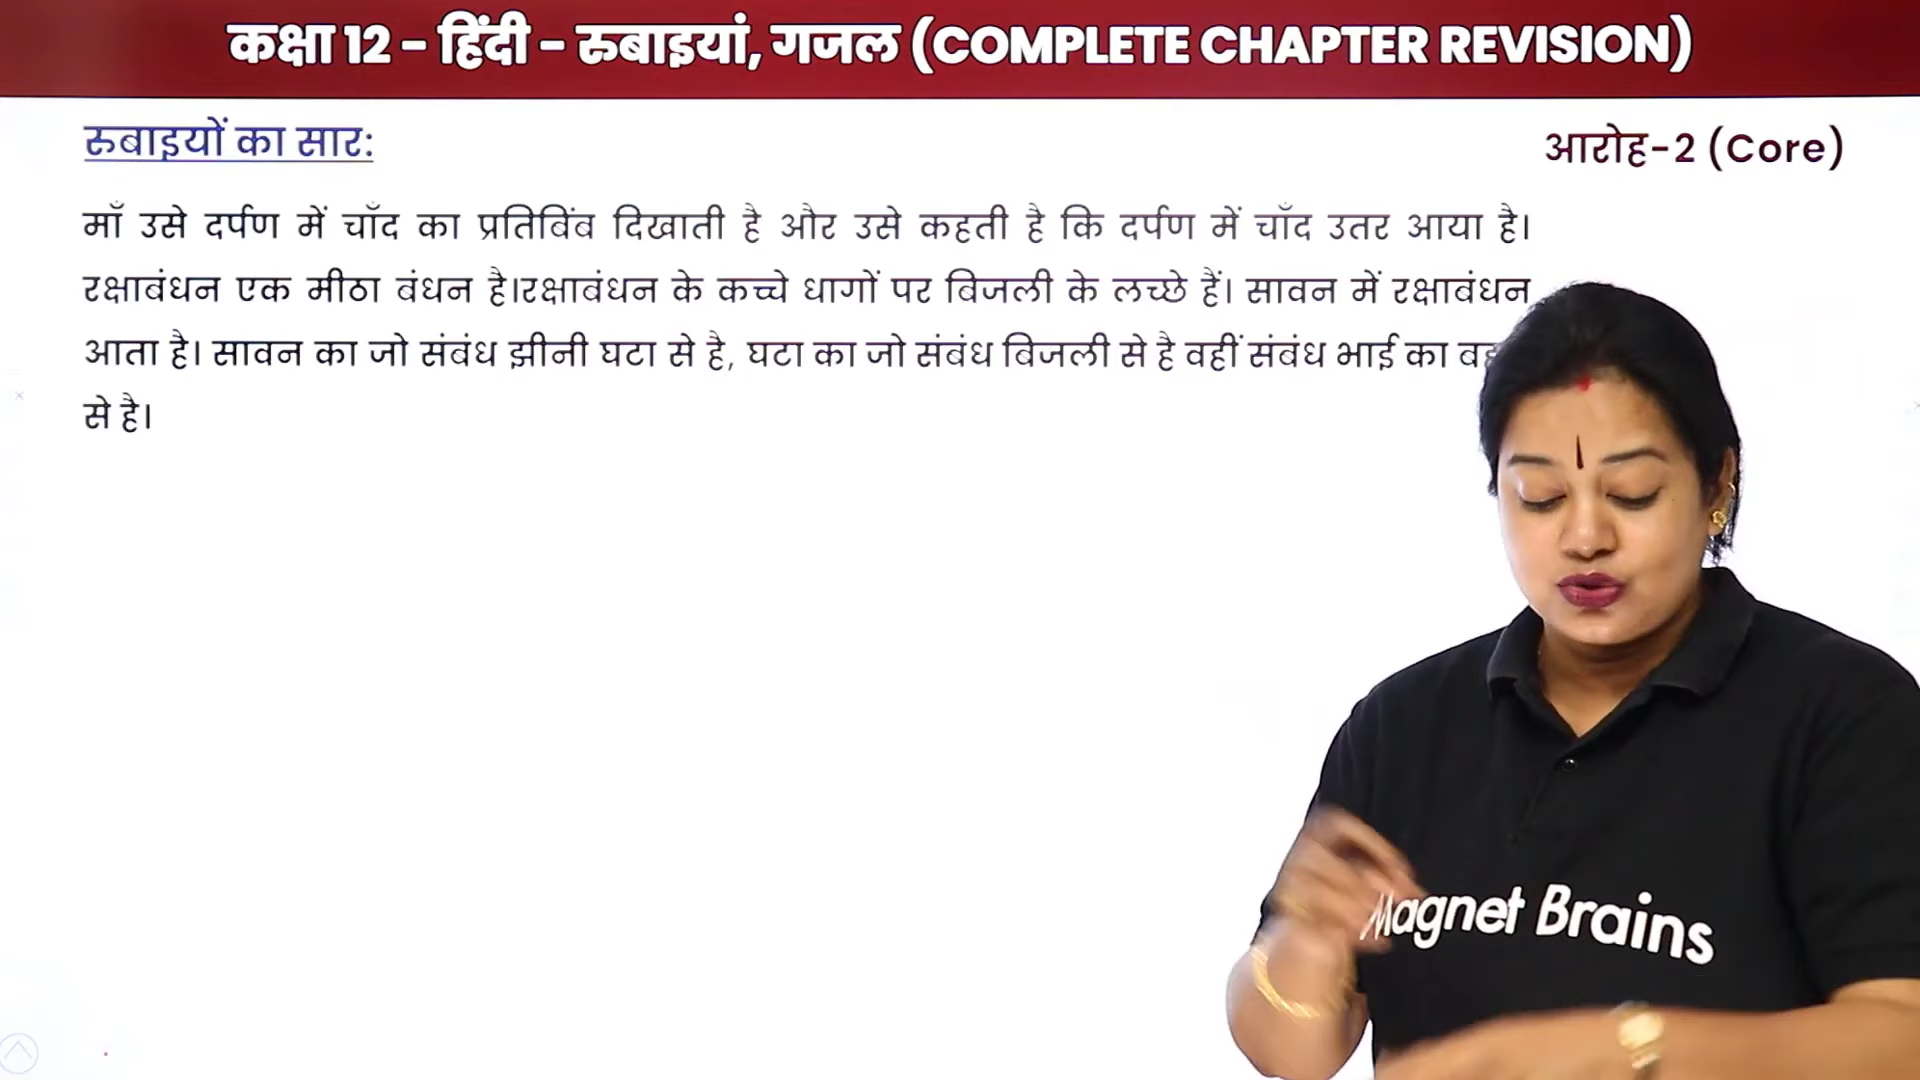 कक्षा 12 - हिंदी - रुबाइयां, गजल (COMPLETE CHAPTER REVISION)
रुबाइयों का सार:
आरोह-2 (Core)
माँ उसे दर्पण में चाँद का प्रतिबिंब दिखाती है और उसे कहती है कि दर्पण में चाँद उतर आया है।
रक्षाबंधन एक मीठा बंधन है।रक्षाबंधन के कच्चे धागों पर बिजली के लच्छे हैं। सावन में रक्षाबंधन
आता है। सावन का जो संबंध झीनी घटा से है, घटा का जो संबंध बिजली से है वहीं संबंध भाई का
से है।
Magnet Brains